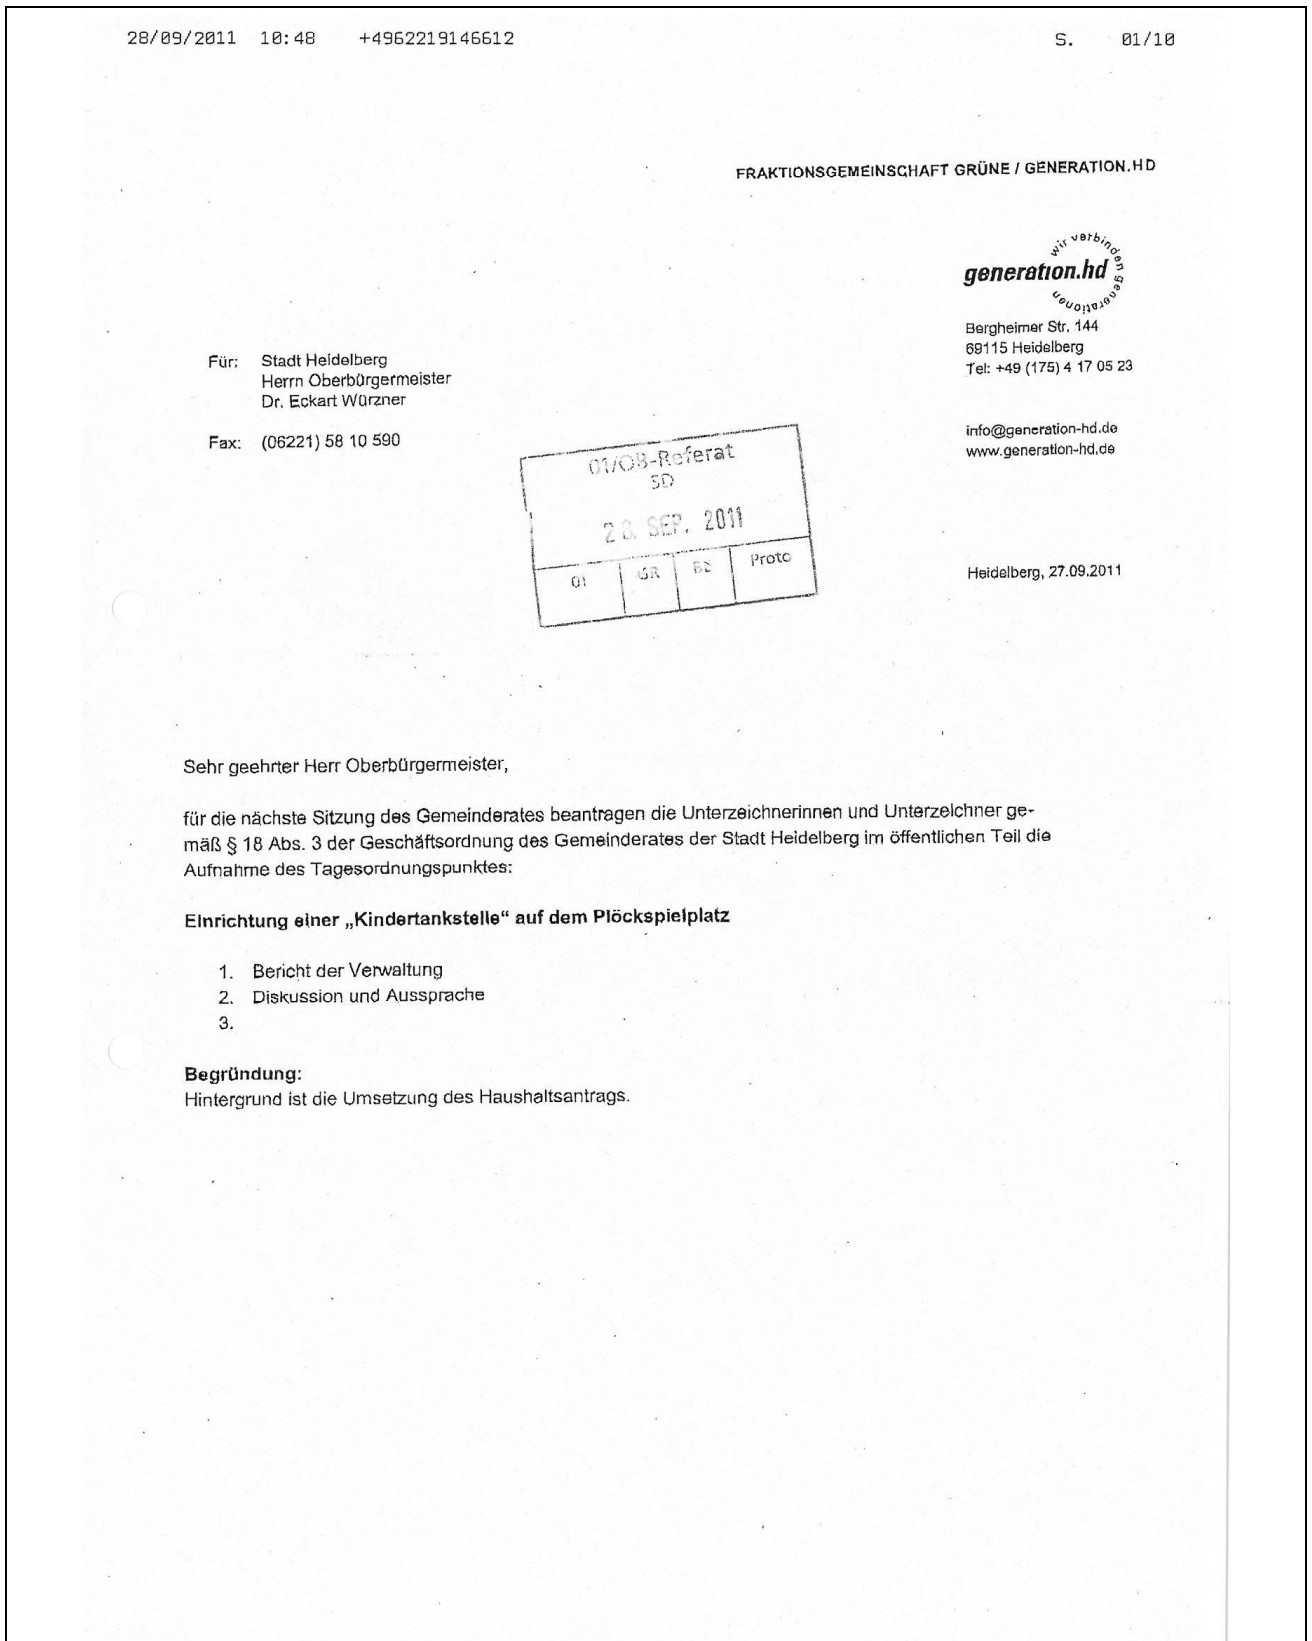 28/09/2011 10:48 +4962219146612 S. 01/10
FRAKTIONSGEMEINSCHAFT GRÜNE / GENERATION.HD
wir verbinden generationen
generation.hd
Bergheimer Str. 144
69115 Heidelberg
Tel: +49 (175) 4 17 05 23
Für: Stadt Heidelberg
Herrn Oberbürgermeister
Dr. Eckart Würzner
Fax: (06221) 58 10 590
info@generation-hd.de
www.generation-hd.de
01/OB-Referat
SD
28. SEP. 2011
01 GR Proto
Heidelberg, 27.09.2011
Sehr geehrter Herr Oberbürgermeister,
für die nächste Sitzung des Gemeinderates beantragen die Unterzeichnerinnen und Unterzeichner ge-
mäß § 18 Abs. 3 der Geschäftsordnung des Gemeinderates der Stadt Heidelberg im öffentlichen Teil die
Aufnahme des Tagesordnungspunktes:
Einrichtung einer „Kindertankstelle“ auf dem Plöckspielplatz
1. Bericht der Verwaltung
2. Diskussion und Aussprache
3.
Begründung:
Hintergrund ist die Umsetzung des Haushaltsantrags.